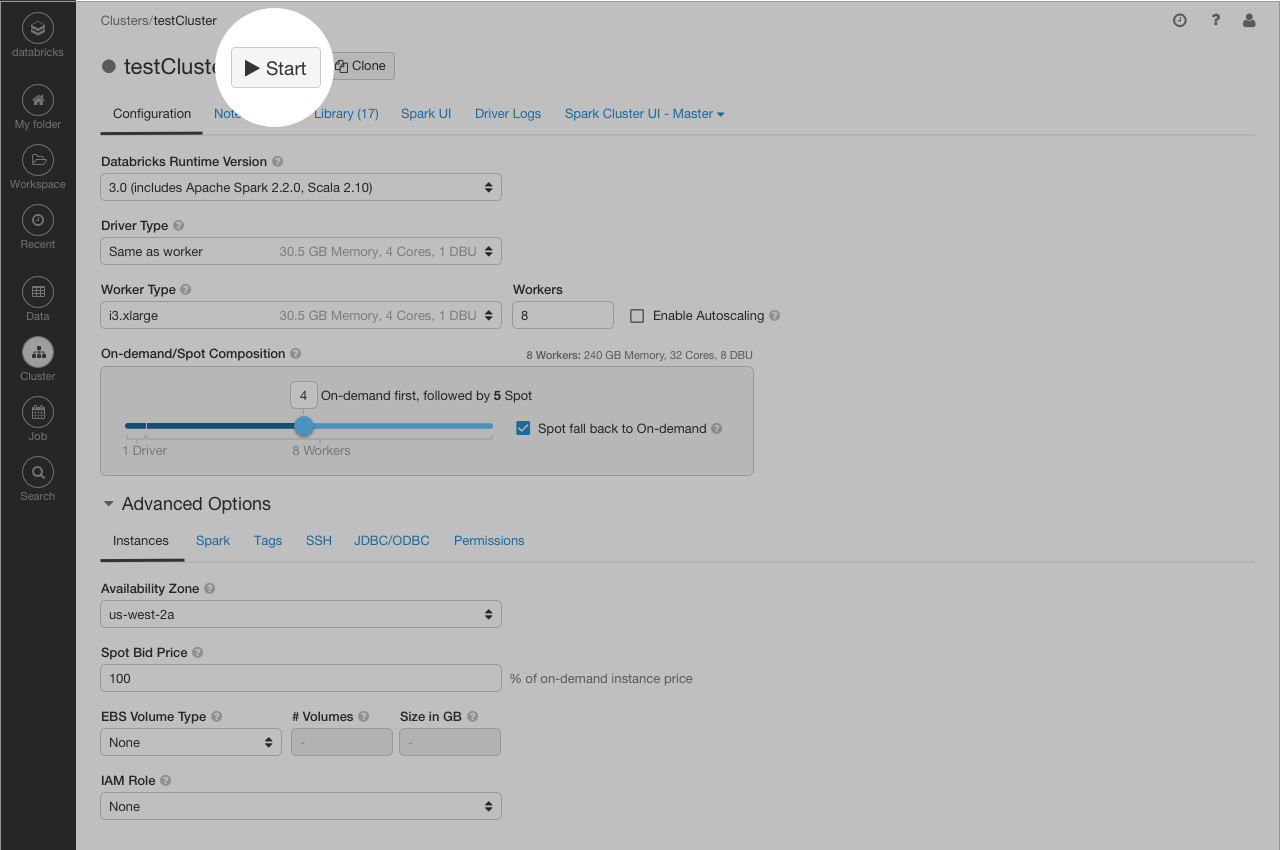 Clusters/testCluster
databricks
My folder
Workspace
Recent
Data
Cluster
Job
Search
Start
Clone
Configuration
Library (17) Spark UI Driver Logs Spark Cluster UI - Master
Databricks Runtime Version
3.0 (includes Apache Spark 2.2.0, Scala 2.10)
Driver Type
Same as worker 30.5 GB Memory, 4 Cores, 1 DBU
Worker Type Workers
i3.xlarge 30.5 GB Memory, 4 Cores, 1 DBU 8 Enable Autoscaling
On-demand/Spot Composition 8 Workers: 240 GB Memory, 32 Cores, 8 DBU
4 On-demand first, followed by 5 Spot
Spot fall back to On-demand
1 Driver 8 Workers
Advanced Options
Instances Spark Tags SSH JDBC/ODBC Permissions
Availability Zone
us-west-2a
Spot Bid Price
100 % of on-demand instance price
EBS Volume Type # Volumes Size in GB
None - -
IAM Role
None